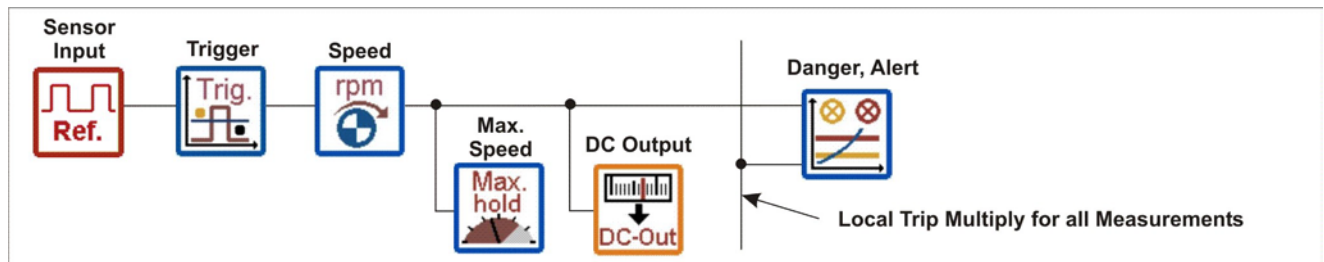 Sensor
Input
Trigger
Speed
Danger, Alert
Ref.
Trig.
rpm
Max.
Speed
DC Output
Max.
hold
DC-Out
Local Trip Multiply for all Measurements